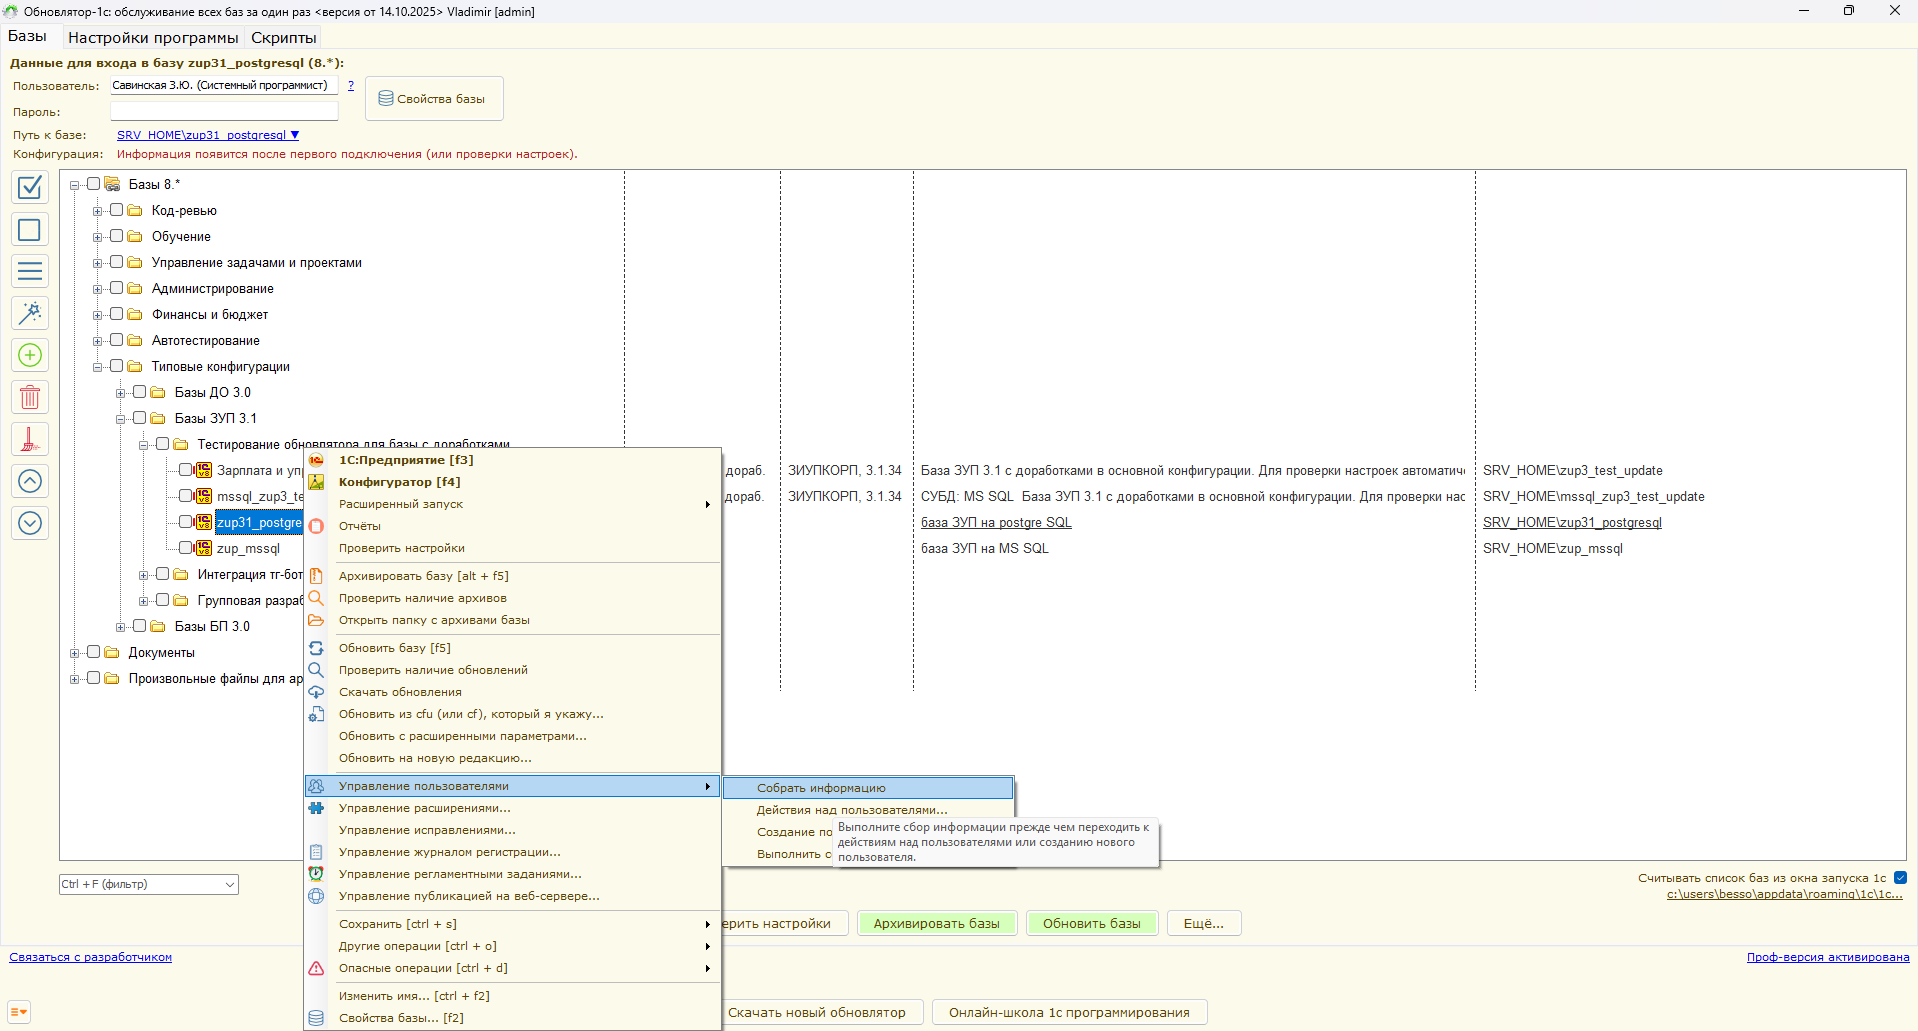 Обновлятор-1с: обслуживание всех баз за один раз <версия от 14.10.2025> Vladimir [admin]
Базы
Настройки программы
Скрипты
Данные для входа в базу zup31_postgresql (8.*):
Пользователь:
Савинская З.Ю. (Системный программист)
?
Свойства базы
Пароль:
Путь к базе:
SRV_HOME\zup31_postgresql ▼
Конфигурация:
Информация появится после первого подключения (или проверки настроек).
Базы 8.*
Код-ревью
Обучение
Управление задачами и проектами
Администрирование
Финансы и бюджет
Автотестирование
Типовые конфигурации
Базы ДО 3.0
Базы ЗУП 3.1
Тестирование обновлятора для базы с доработками
Зарплата и упр
дораб.
ЗИУПКОРП, 3.1.34
База ЗУП 3.1 с доработками в основной конфигурации. Для проверки настроек автоматиче
SRV_HOME\zup3_test_update
mssql_zup3_te
дораб.
ЗИУПКОРП, 3.1.34
СУБД: MS SQL База ЗУП 3.1 с доработками в основной конфигурации. Для проверки нас
SRV_HOME\mssql_zup3_test_update
zup31_postgre
база ЗУП на postgre SQL
SRV_HOME\zup31_postgresql
zup_mssql
база ЗУП на MS SQL
SRV_HOME\zup_mssql
Интеграция тг-бот
Групповая разраб
Базы БП 3.0
Документы
Произвольные файлы для ар
1С:Предприятие [f3]
Конфигуратор [f4]
Расширенный запуск
Отчёты
Проверить настройки
Архивировать базу [alt + f5]
Проверить наличие архивов
Открыть папку с архивами базы
Обновить базу [f5]
Проверить наличие обновлений
Скачать обновления
Обновить из cfu (или cf), который я укажу...
Обновить с расширенными параметрами...
Обновить на новую редакцию...
Управление пользователями
Управление расширениями...
Управление исправлениями...
Управление журналом регистрации...
Управление регламентными заданиями...
Управление публикацией на веб-сервере...
Сохранить [ctrl + s]
Другие операции [ctrl + o]
Опасные операции [ctrl + d]
Изменить имя... [ctrl + f2]
Свойства базы... [f2]
Собрать информацию
Действия над пользователями...
Создание по
Выполнить с
Выполните сбор информации прежде чем переходить к
действиям над пользователями или созданию нового
пользователя.
Ctrl + F (фильтр)
Считывать список баз из окна запуска 1с
c:\users\besso\appdata\roaming\1c\1c...
ерить настройки
Архивировать базы
Обновить базы
Ещё...
Связаться с разработчиком
Проф-версия активирована
Скачать новый обновлятор
Онлайн-школа 1с программирования